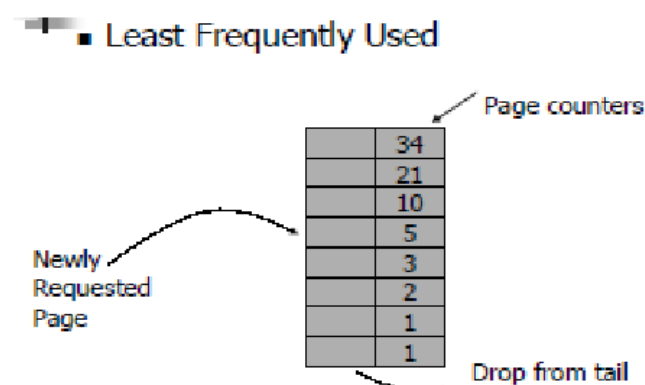 ▪ Least Frequently Used
Page counters
34
21
10
5
3
2
1
1
Newly
Requested
Page
Drop from tail